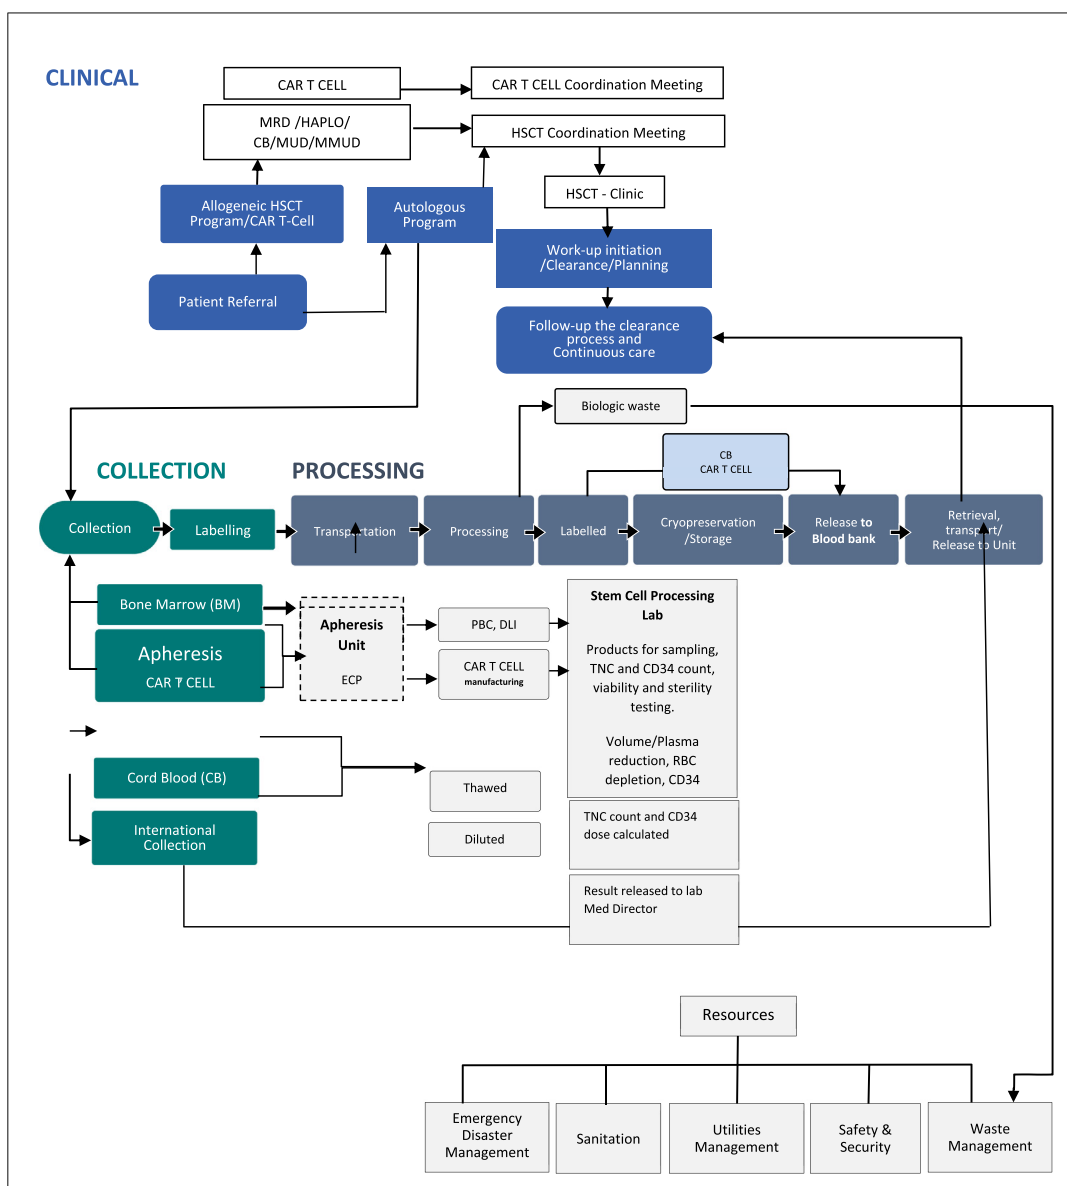 CLINICAL
CAR T CELL
CAR T CELL Coordination Meeting
MRD /HAPLO/
CB/MUD/MMUD
HSCT Coordination Meeting
HSCT - Clinic
Allogeneic HSCT
Program/CAR T-Cell
Autologous
Program
Work-up initiation
/Clearance/Planning
Patient Referral
Follow-up the clearance
process and
Continuous care
Biologic waste
CB
CAR T CELL
COLLECTION
PROCESSING
Collection
Labelling
Transportation
Processing
Labelled
Cryopreservation
/Storage
Release to
Blood bank
Retrieval,
transport/
Release to Unit
Bone Marrow (BM)
Apheresis
CAR T CELL
Apheresis
Unit
ECP
PBC, DLI
CAR T CELL
manufacturing
Stem Cell Processing
Lab
Products for sampling,
TNC and CD34 count,
viability and sterility
testing.
Volume/Plasma
reduction, RBC
depletion, CD34
Cord Blood (CB)
Thawed
International
Collection
Diluted
TNC count and CD34
dose calculated
Result released to lab
Med Director
Resources
Emergency
Disaster
Management
Sanitation
Utilities
Management
Safety &
Security
Waste
Management